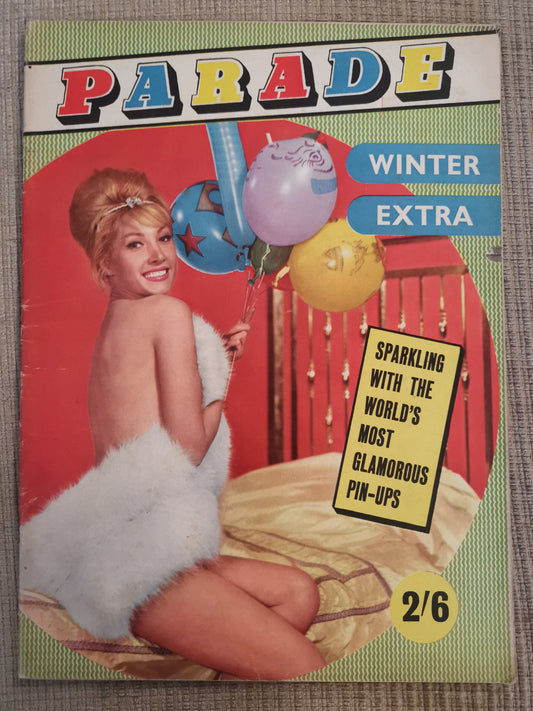 PARADE
WINTER
EXTRA
SPARKLING
WITH THE
WORLD'S
MOST
GLAMOROUS
PIN-UPS
2/6